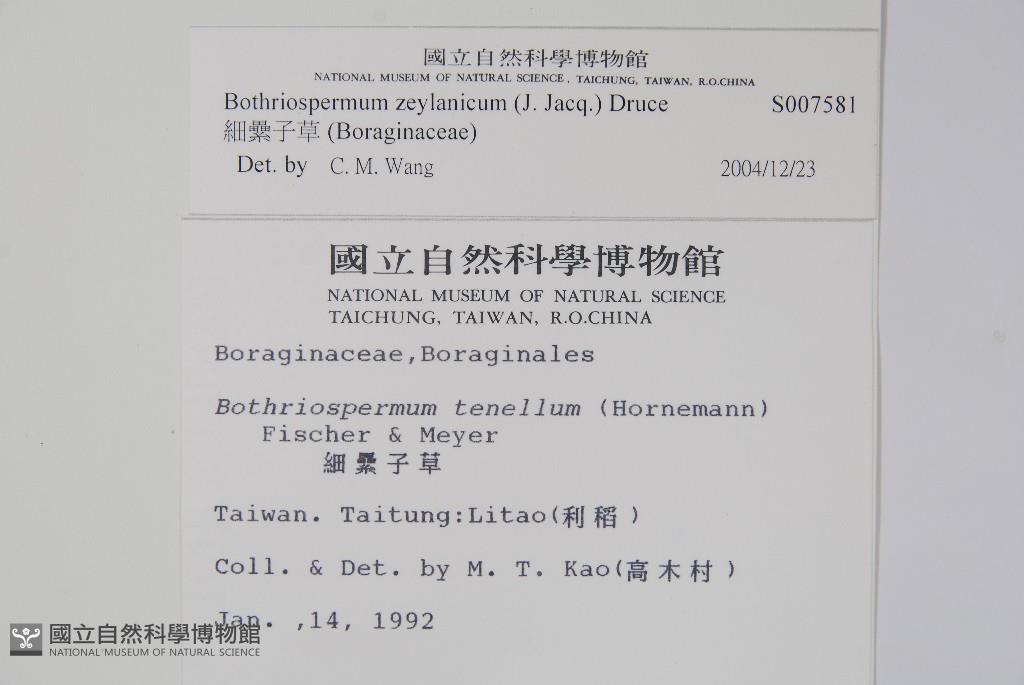 國立自然科學博物館
NATIONAL MUSEUM OF NATURAL SCIENCE, TAICHUNG, TAIWAN, R.O.CHINA
Bothriospermum zeylanicum (J. Jacq.) Druce S007581
細纍子草 (Boraginaceae)
Det. by C. M. Wang 2004/12/23
國立自然科學博物館
NATIONAL MUSEUM OF NATURAL SCIENCE
TAICHUNG, TAIWAN, R.O.CHINA
Boraginaceae,Boraginales
Bothriospermum tenellum (Hornemann)
Fischer & Meyer
細纍子草
Taiwan. Taitung:Litao(利稻)
Coll. & Det. by M. T. Kao(高木村)
Jan. ,14, 1992
國立自然科學博物館
NATIONAL MUSEUM OF NATURAL SCIENCE